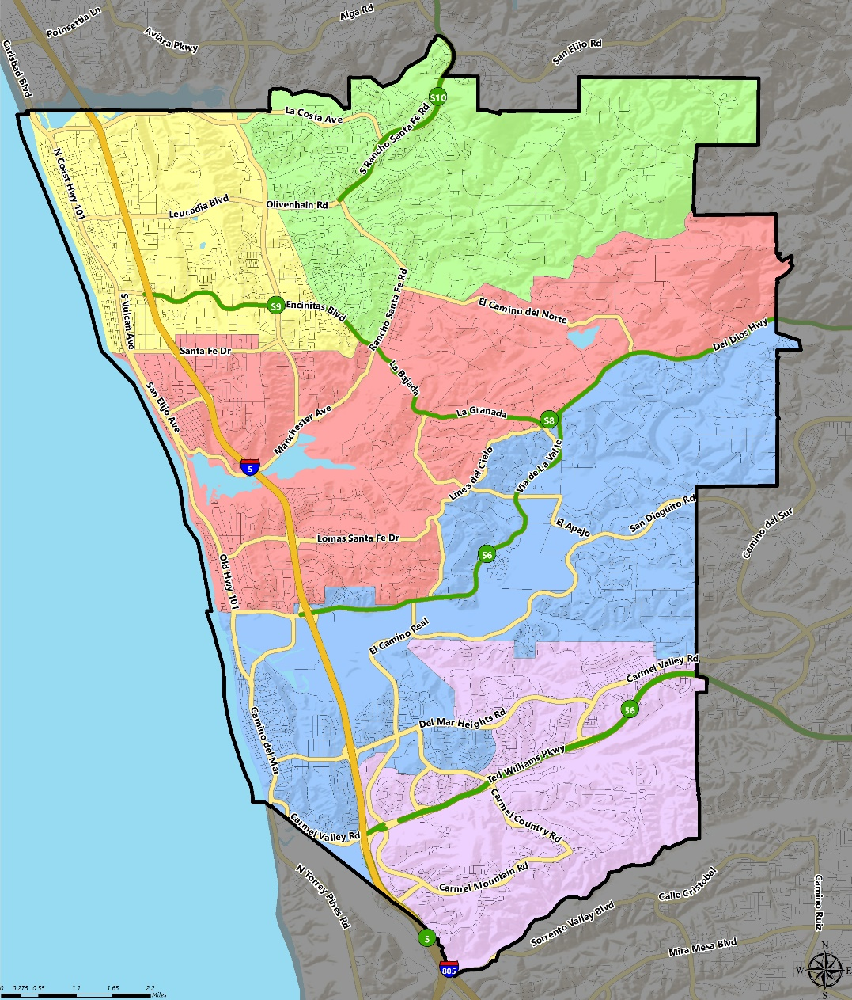 Poinsettia Ln
Alga Rd
Aviara Pkwy
San Elijo Rd
Carlsbad Blvd
S10
La Costa Ave
S Rancho Santa Fe Rd
N Coast Hwy 101
Leucadia Blvd
Olivenhain Rd
S9
Encinitas Blvd
Rancho Santa Fe Rd
El Camino del Norte
S Vulcan Ave
Santa Fe Dr
Del Dios Hwy
La Bajada
San Elijo Ave
La Granada
S8
Manchester Ave
5
Linea del Cielo
Via de La Valle
San Dieguito Rd
El Apajo
Camino del Sur
Lomas Santa Fe Dr
S6
Old Hwy 101
El Camino Real
Carmel Valley Rd
56
Del Mar Heights Rd
Camino del Mar
Ted Williams Pkwy
Carmel Valley Rd
Carmel Country Rd
Carmel Mountain Rd
N Torrey Pines Rd
Calle Cristobal
Camino Ruiz
Sorrento Valley Blvd
5
Mira Mesa Blvd
805
N
W
E
S
0 0.275 0.55 1.1 1.65 2.2
Miles